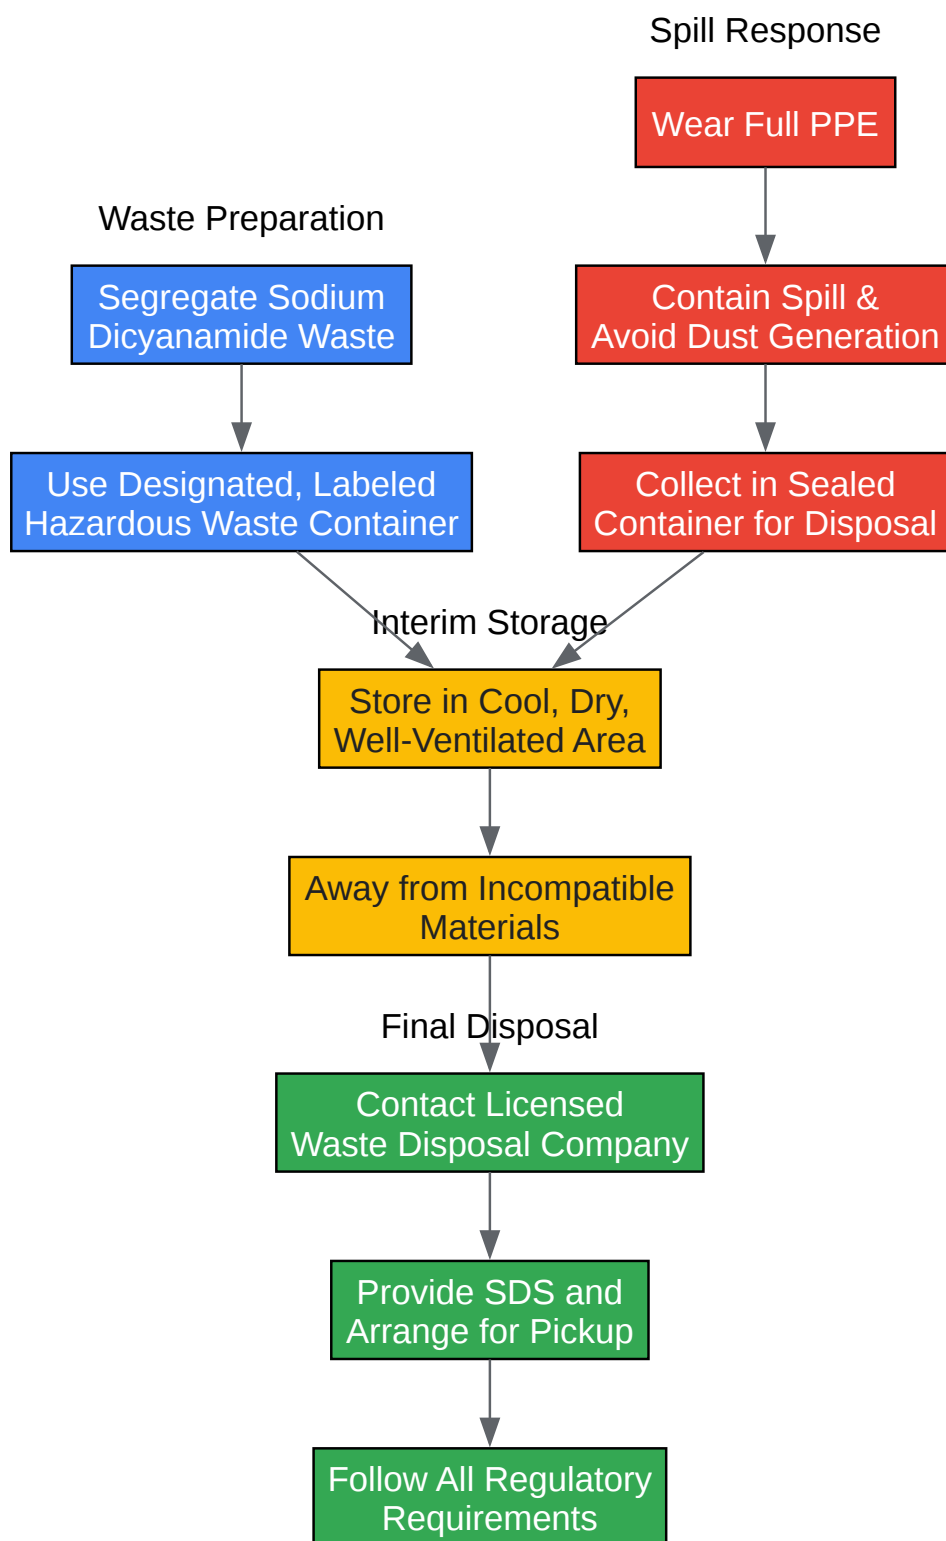 Spill Response
Wear Full PPE
Waste Preparation
Segregate Sodium
Dicyanamide Waste
Contain Spill &
Avoid Dust Generation
Use Designated, Labeled
Hazardous Waste Container
Collect in Sealed
Container for Disposal
Interim Storage
Store in Cool, Dry,
Well-Ventilated Area
Away from Incompatible
Materials
Final Disposal
Contact Licensed
Waste Disposal Company
Provide SDS and
Arrange for Pickup
Follow All Regulatory
Requirements